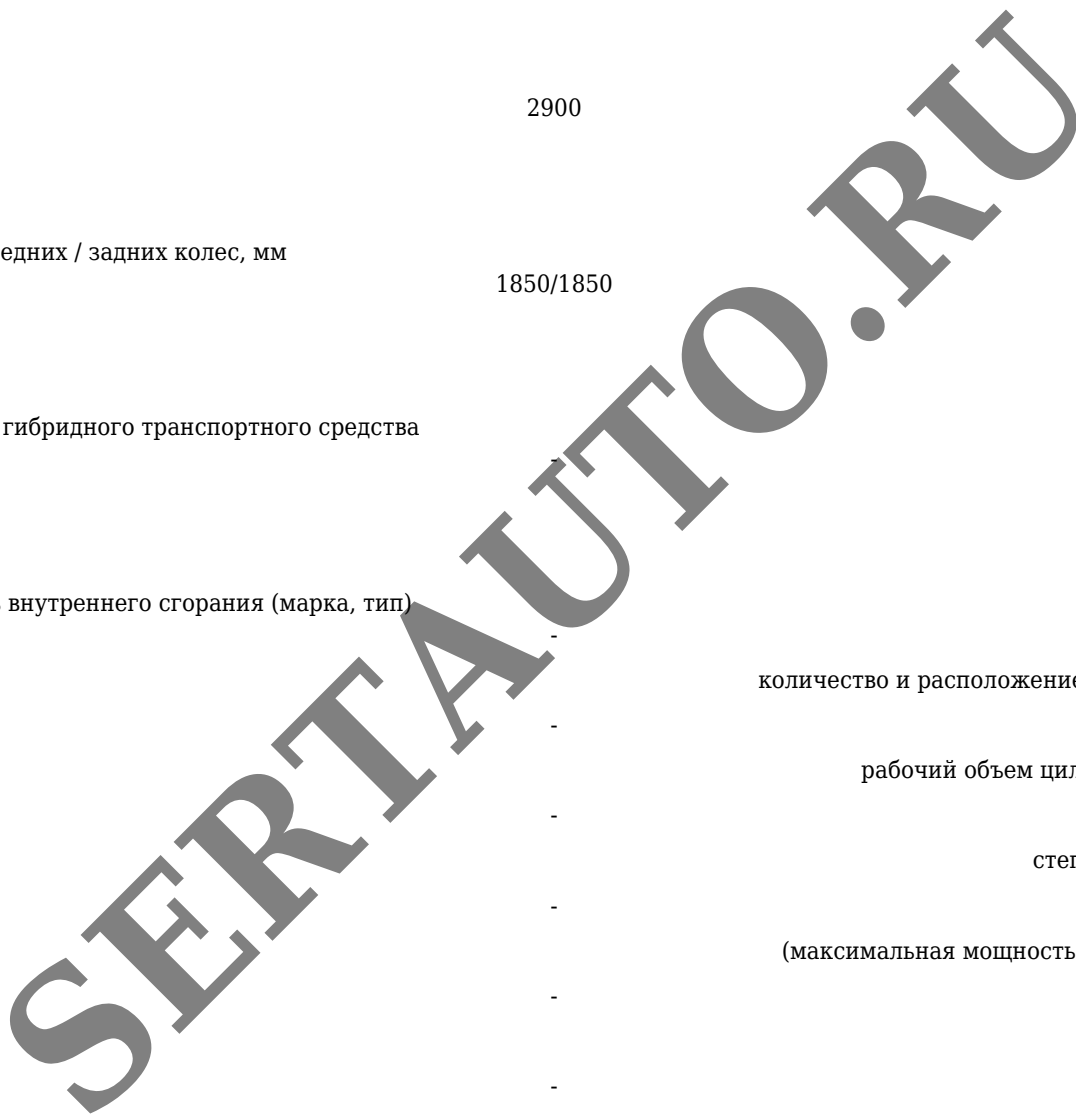 2900
едних / задних колес, мм
1850/1850
гибридного транспортного средства
-
внутреннего сгорания (марка, тип)
-
количество и расположение
-
рабочий объем цил
-
степ
-
(максимальная мощность
-
-
SERTAUTO.RU